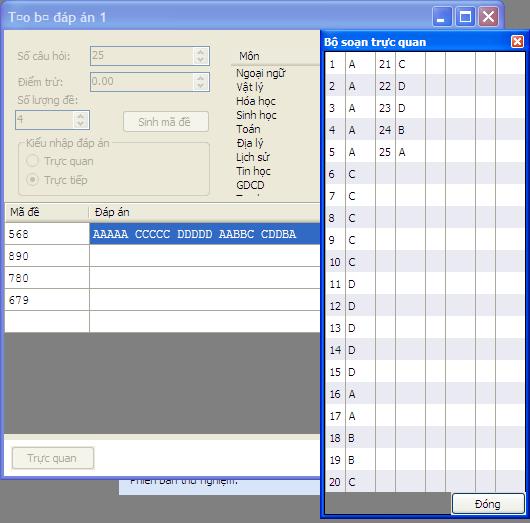 T¤o b¤ đáp án 1
Số câu hỏi: 25
Điểm trừ: 0.00
Số lượng đề:
4
Sinh mã đề
Kiểu nhập đáp án
Trực quan
Trực tiếp
Môn
Ngoại ngữ
Vật lý
Hóa học
Sinh học
Toán
Địa lý
Lịch sử
Tin học
GDCD
Mã đề Đáp án
568 AAAAA CCCCC DDDDD AABBC CDDBA
890
780
679
Trực quan
Phiên bản thử nghiệm.
Bộ soạn trực quan
1 A 21 C
2 A 22 D
3 A 23 D
4 A 24 B
5 A 25 A
6 C
7 C
8 C
9 C
10 C
11 D
12 D
13 D
14 D
15 D
16 A
17 A
18 B
19 B
20 C
Đóng